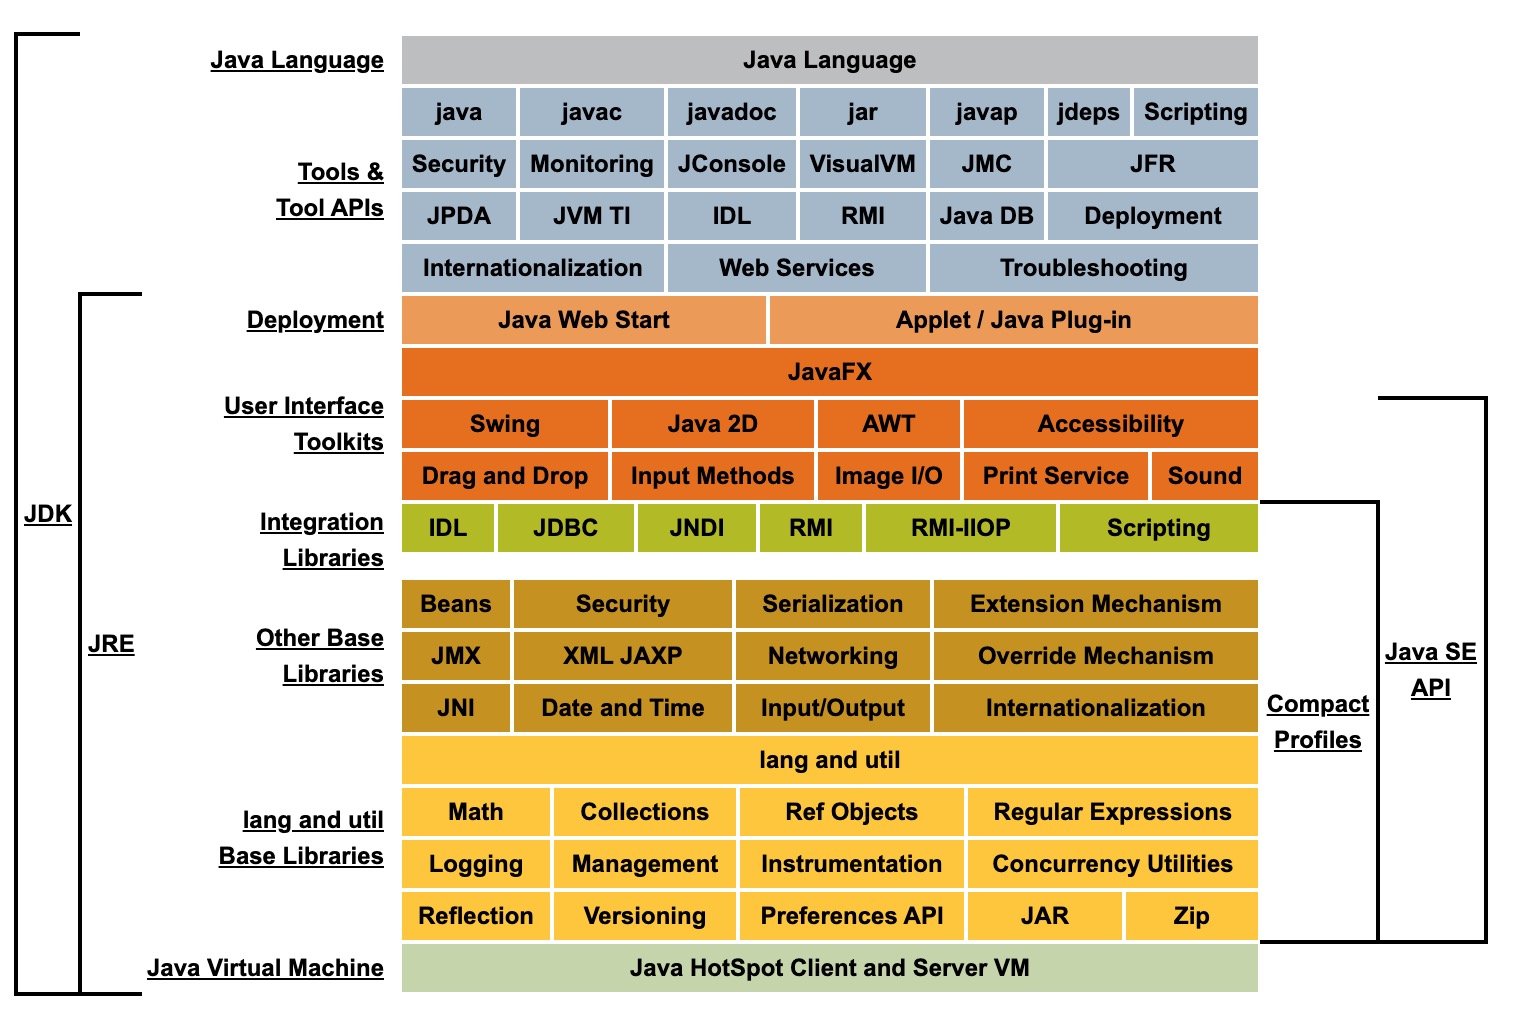 Java Language
Java Language
java javac javadoc jar javap jdeps Scripting
Tools &
Tool APIs
Security Monitoring JConsole VisualVM JMC JFR
JPDA JVM TI IDL RMI Java DB Deployment
Internationalization Web Services Troubleshooting
Deployment
Java Web Start Applet / Java Plug-in
JavaFX
User Interface
Toolkits
Swing Java 2D AWT Accessibility
Drag and Drop Input Methods Image I/O Print Service Sound
JDK
Integration
Libraries
IDL JDBC JNDI RMI RMI-IIOP Scripting
JRE
Other Base
Libraries
Beans Security Serialization Extension Mechanism
JMX XML JAXP Networking Override Mechanism
JNI Date and Time Input/Output Internationalization
Java SE
API
Compact
Profiles
lang and util
lang and util
Base Libraries
Math Collections Ref Objects Regular Expressions
Logging Management Instrumentation Concurrency Utilities
Reflection Versioning Preferences API JAR Zip
Java Virtual Machine
Java HotSpot Client and Server VM